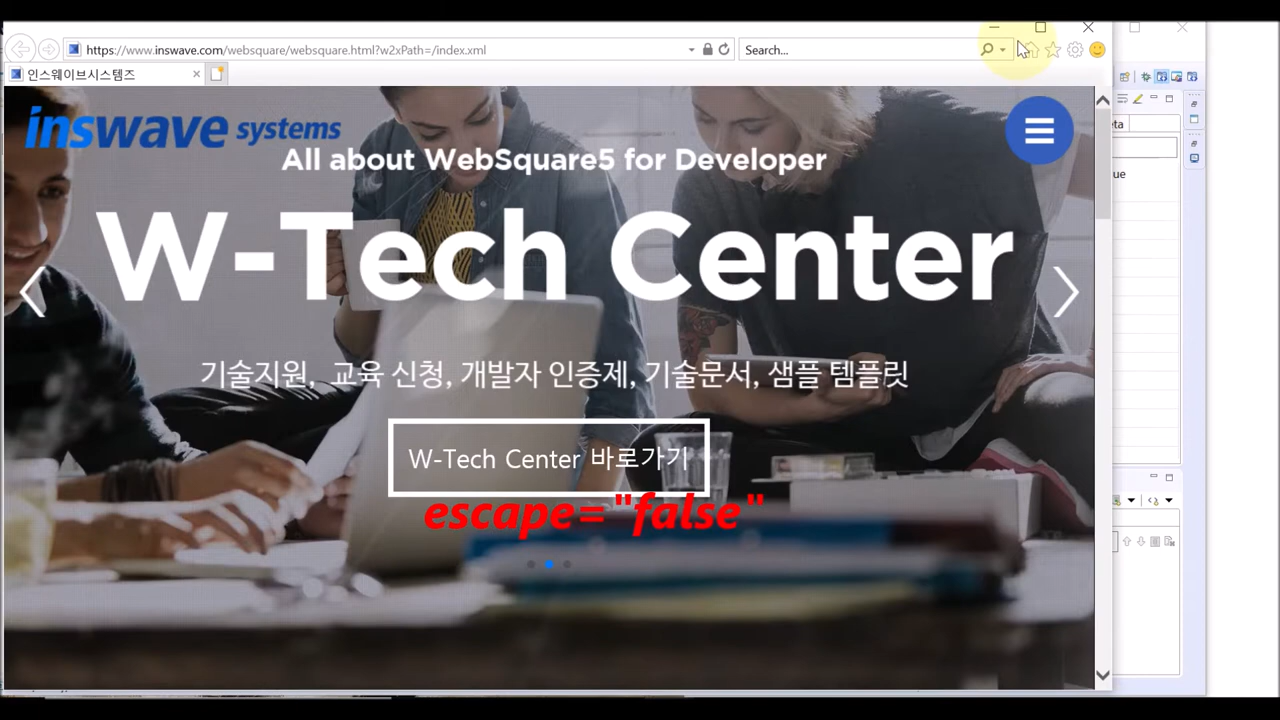 https://www.inswave.com/websquare/websquare.html?w2xPath=/index.xml
Search...
인스웨이브시스템즈
inswave systems
All about WebSquare5 for Developer
W-Tech Center
기술지원, 교육 신청, 개발자 인증제, 기술문서, 샘플 템플릿
W-Tech Center 바로가기
escape="false"
eta
ue